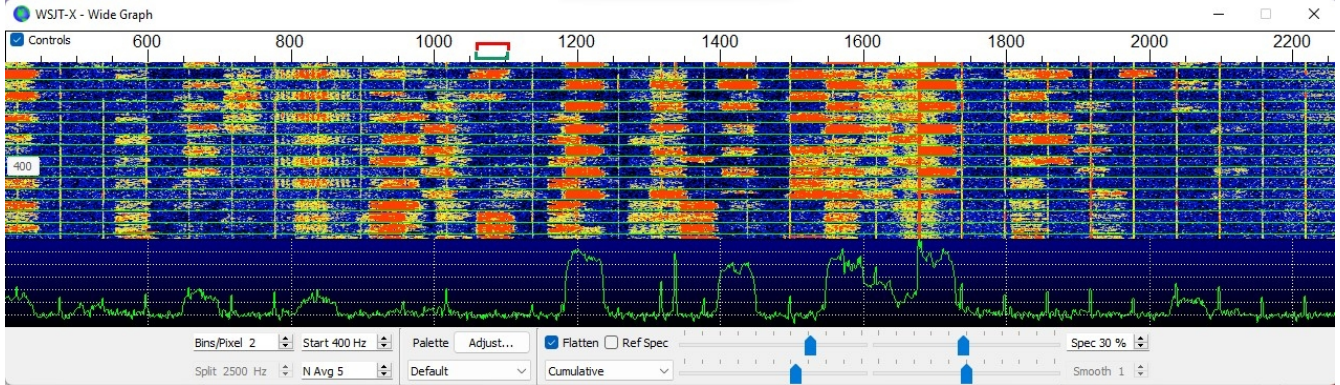 WSJT-X - Wide Graph
Controls 600 800 1000 1200 1400 1600 1800 2000 2200
400
Bins/Pixel 2 Start 400 Hz Palette Adjust... Flatten Ref Spec Spec 30 %
Split 2500 Hz N Avg 5 Default Cumulative Smooth 1